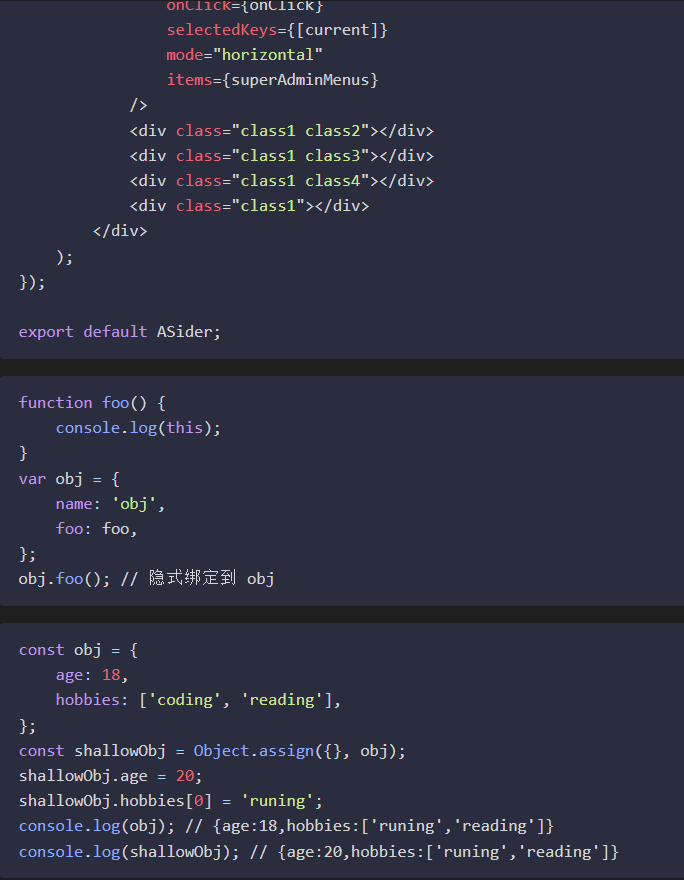 onClick={onClick}
selectedKeys={[current]}
mode="horizontal"
items={superAdminMenus}
/>
<div class="class1 class2"></div>
<div class="class1 class3"></div>
<div class="class1 class4"></div>
<div class="class1"></div>
</div>
);
});
export default ASider;
function foo() {
console.log(this);
}
var obj = {
name: 'obj',
foo: foo,
};
obj.foo(); // 隐式绑定到 obj
const obj = {
age: 18,
hobbies: ['coding', 'reading'],
};
const shallowObj = Object.assign({}, obj);
shallowObj.age = 20;
shallowObj.hobbies[0] = 'runing';
console.log(obj); // {age:18,hobbies:['runing','reading']}
console.log(shallowObj); // {age:20,hobbies:['runing','reading']}